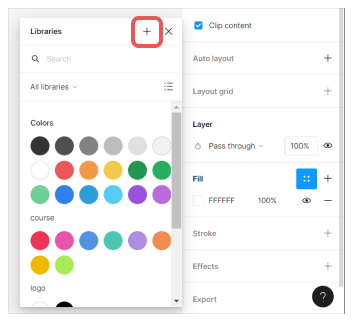 Libraries
Search
All libraries
Colors
course
logo
Clip content
Auto layout
Layout grid
Layer
Pass through 100%
Fill
FFFFFF 100%
Stroke
Effects
Export
?